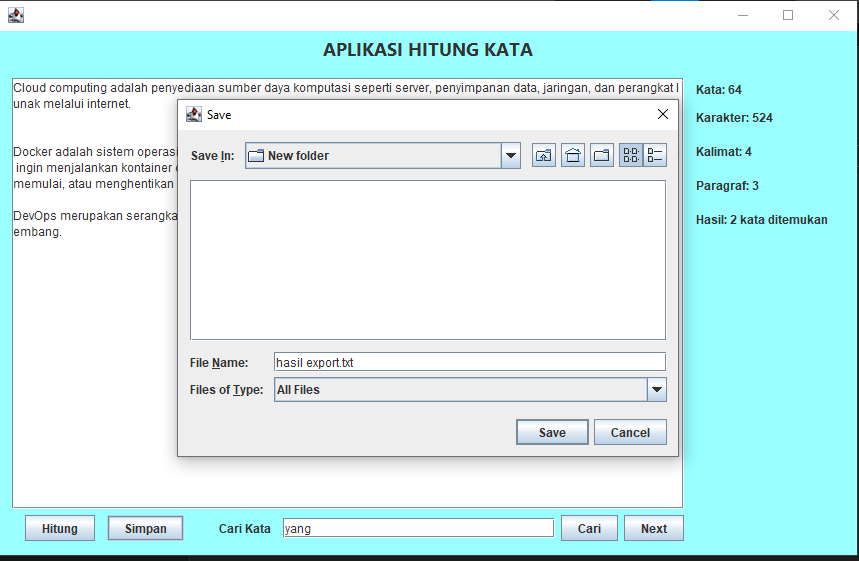 APLIKASI HITUNG KATA
Cloud computing adalah penyediaan sumber daya komputasi seperti server, penyimpanan data, jaringan, dan perangkat l
unak melalui internet.
Docker adalah sistem operasi
ingin menjalankan kontainer
memulai, atau menghentikan
DevOps merupakan serangka
embang.
Save
Save In:
New folder
File Name:
hasil export.txt
Files of Type:
All Files
Save
Cancel
Kata: 64
Karakter: 524
Kalimat: 4
Paragraf: 3
Hasil: 2 kata ditemukan
Hitung
Simpan
Cari Kata
yang
Cari
Next